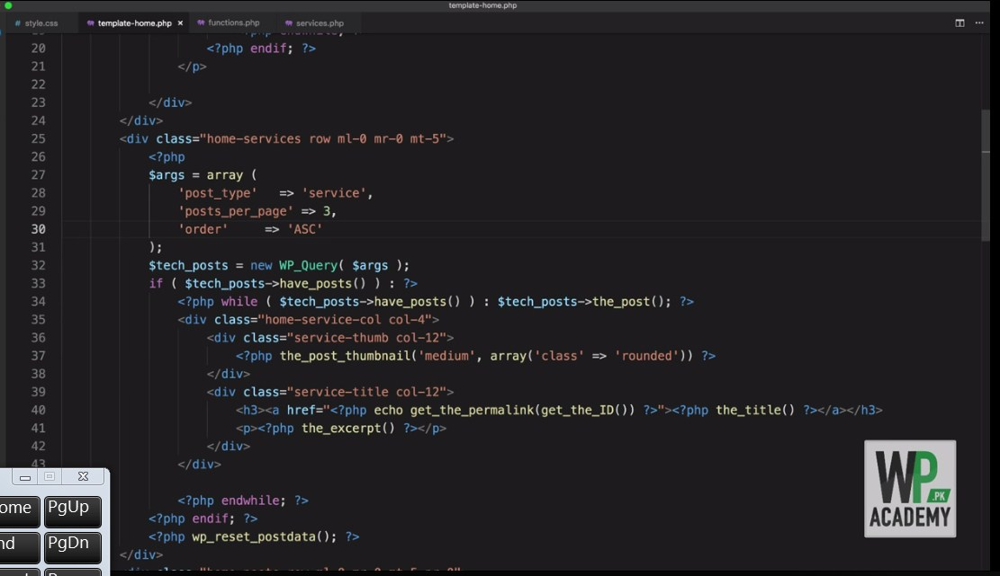 template-home.php
# style.css template-home.php × functions.php services.php ...
20 <?php endif; ?>
21 </p>
22
23 </div>
24 </div>
25 <div class="home-services row ml-0 mr-0 mt-5">
26 <?php
27 $args = array (
28 'post_type' => 'service',
29 'posts_per_page' => 3,
30 'order' => 'ASC'
31 );
32 $tech_posts = new WP_Query( $args );
33 if ( $tech_posts->have_posts() ) : ?>
34 <?php while ( $tech_posts->have_posts() ) : $tech_posts->the_post(); ?>
35 <div class="home-service-col col-4">
36 <div class="service-thumb col-12">
37 <?php the_post_thumbnail('medium', array('class' => 'rounded')) ?>
38 </div>
39 <div class="service-title col-12">
40 <h3><a href="<?php echo get_the_permalink(get_the_ID()) ?>"><?php the_title() ?></a></h3>
41 <p><?php the_excerpt() ?></p>
42 </div>
43 </div>
<?php endwhile; ?>
<?php endif; ?>
<?php wp_reset_postdata(); ?>
</div>
ome PgUp
nd PgDn
WP
.PK
ACADEMY